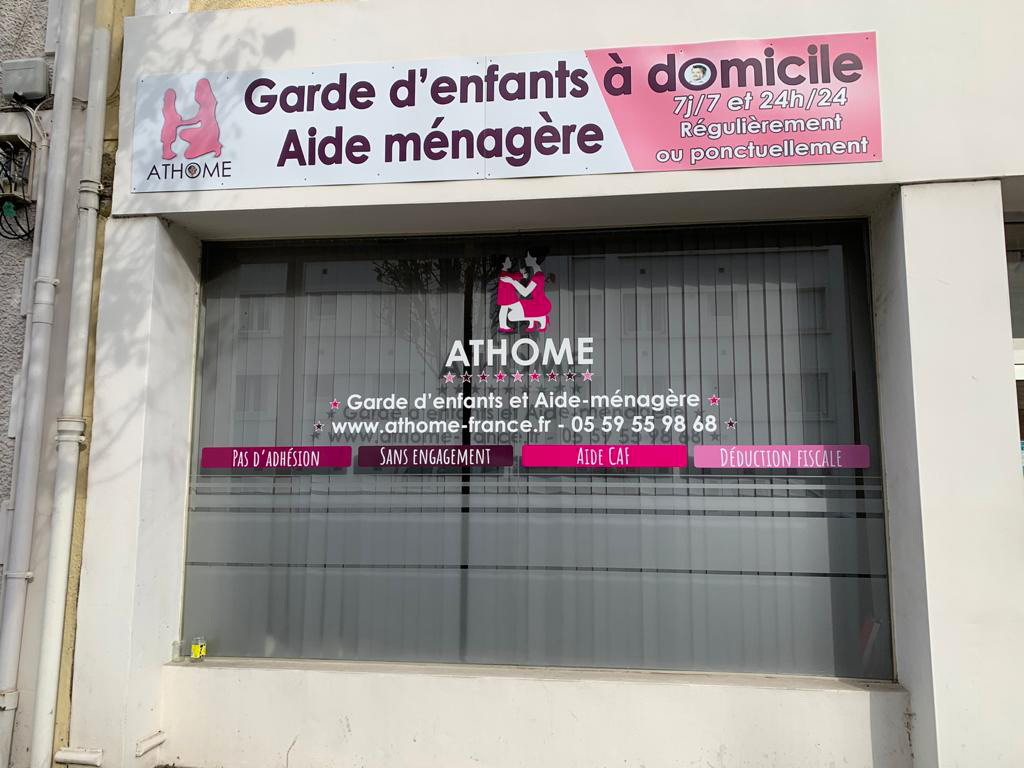 ATHOME
Garde d'enfants à domicile
Aide ménagère
7j/7 et 24h/24
Régulièrement
ou ponctuellement
ATHOME
Garde d'enfants et Aide-ménagère
www.athome-france.fr - 05 59 55 98 68
PAS D'ADHÉSION
SANS ENGAGEMENT
AIDE CAF
DÉDUCTION FISCALE